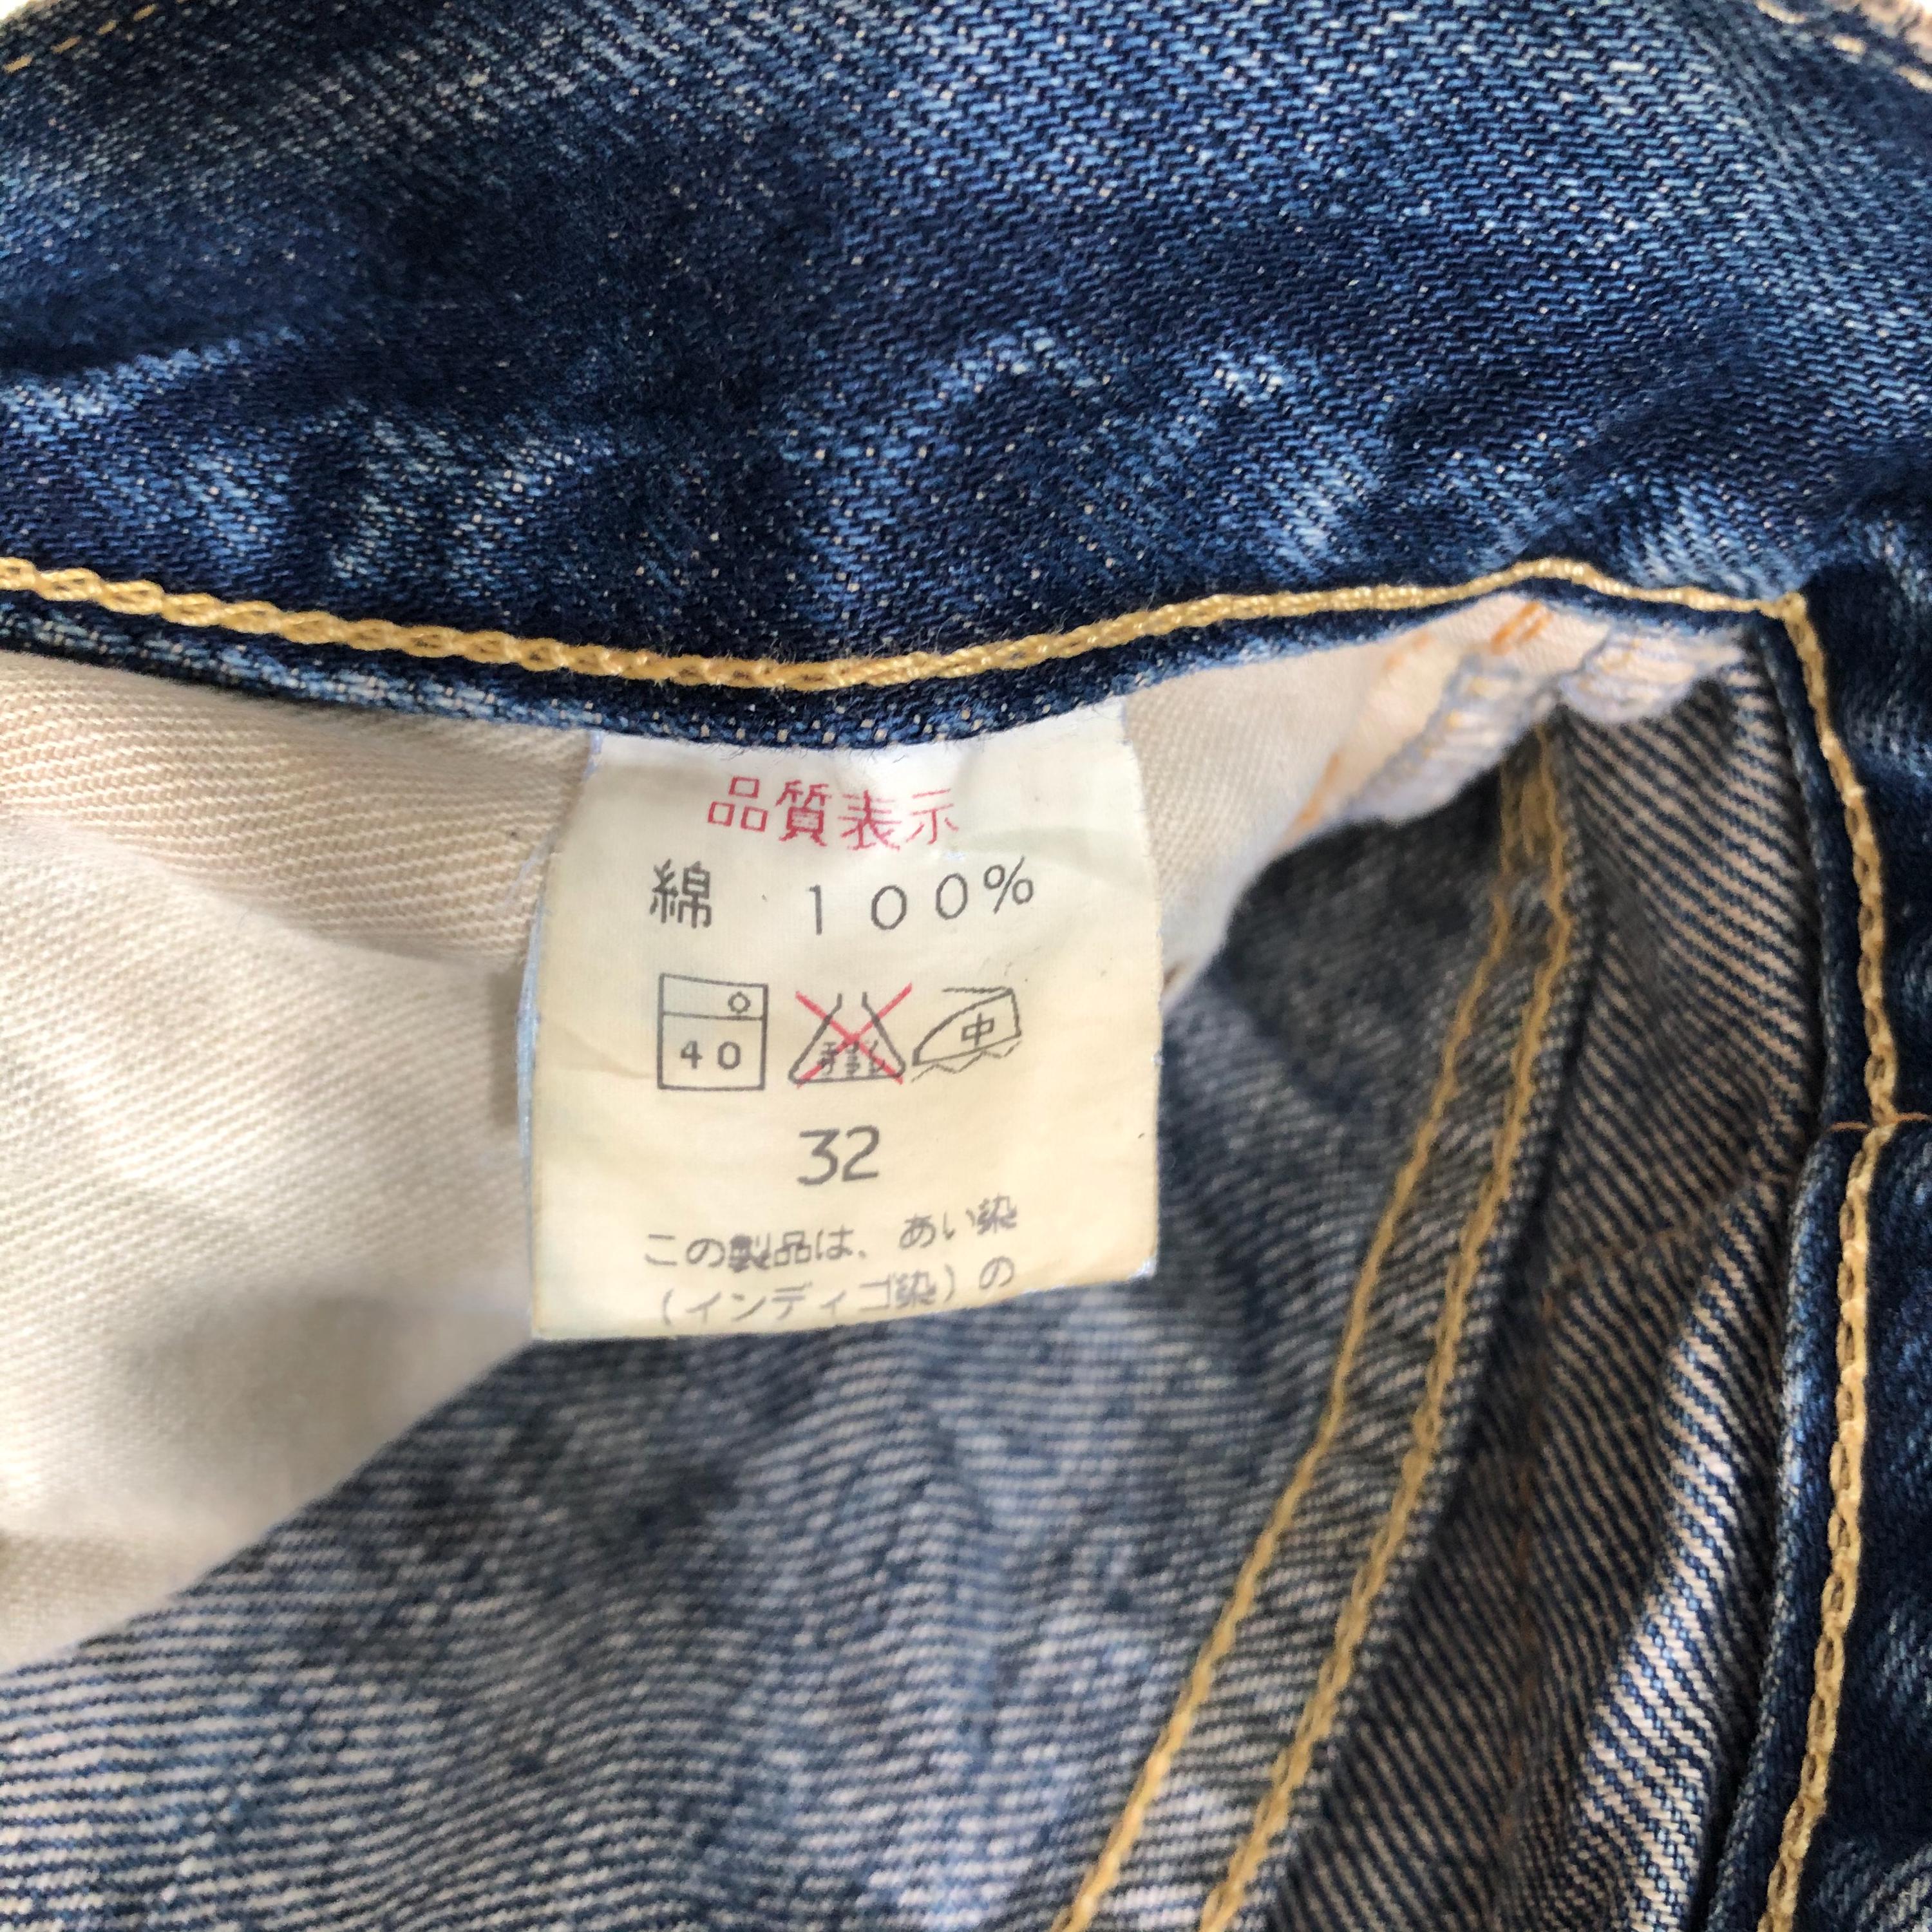 品質表示
綿 100%
40 中
32
この製品は、あい染
(インディゴ染)の